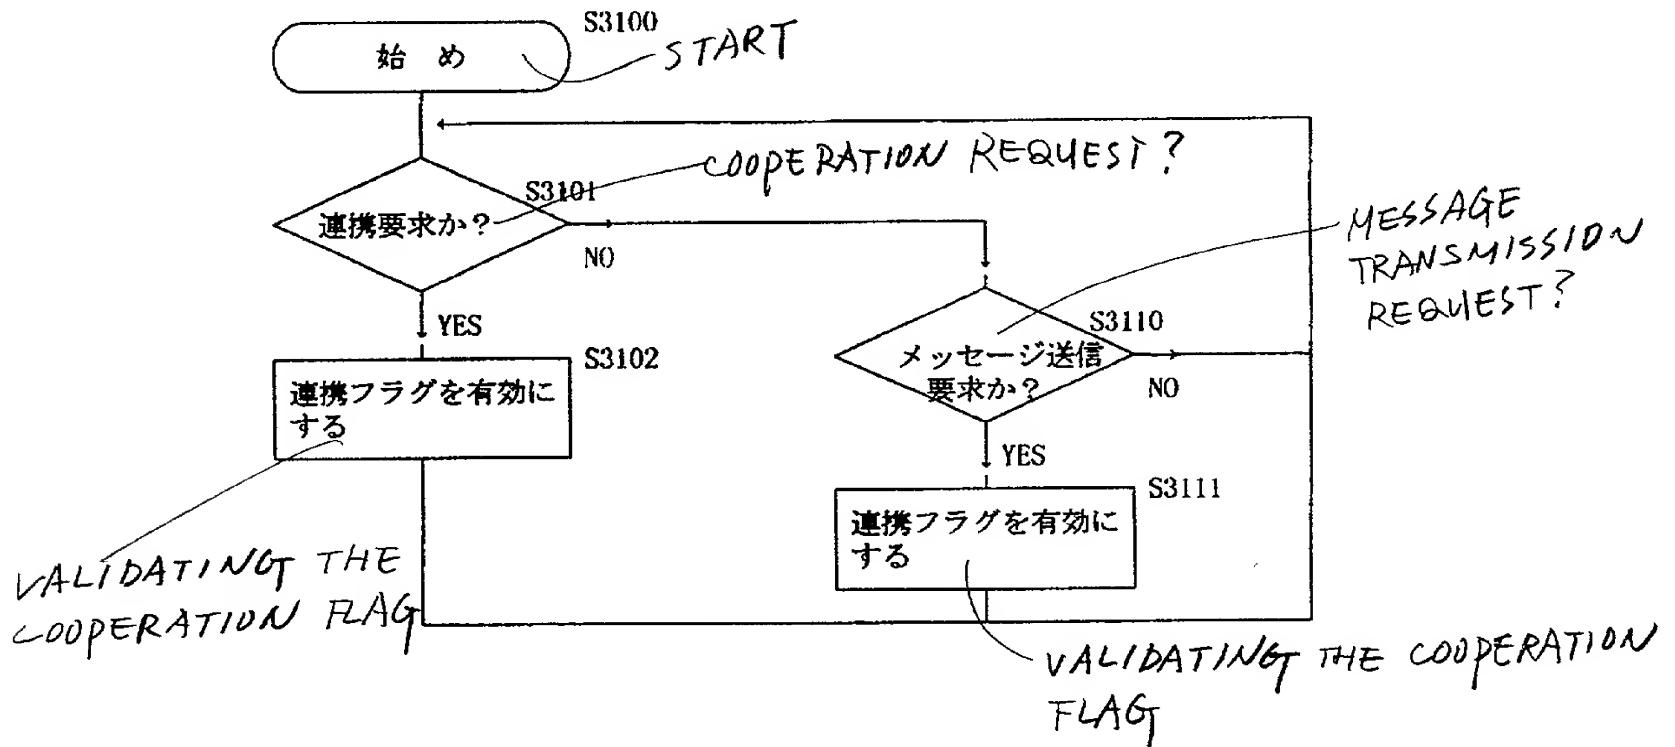 S3100
始 め
START
COOPERATION REQUEST?
S3101
連携要求か?
NO
MESSAGE
TRANSMISSION
REQUEST?
YES
S3110
メッセージ送信
要求か?
NO
S3102
連携フラグを有効に
する
YES
S3111
連携フラグを有効に
する
VALIDATING THE
COOPERATION FLAG
VALIDATING THE COOPERATION
FLAG